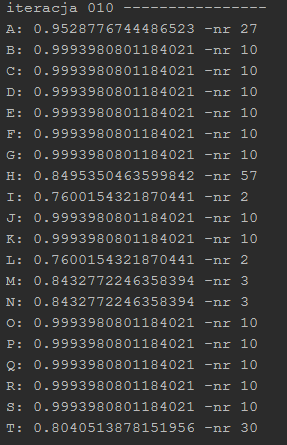 iteracja 010 ----------------
A: 0.9528776744486523 -nr 27
B: 0.9993980801184021 -nr 10
C: 0.9993980801184021 -nr 10
D: 0.9993980801184021 -nr 10
E: 0.9993980801184021 -nr 10
F: 0.9993980801184021 -nr 10
G: 0.9993980801184021 -nr 10
H: 0.8495350463599842 -nr 57
I: 0.7600154321870441 -nr 2
J: 0.9993980801184021 -nr 10
K: 0.9993980801184021 -nr 10
L: 0.7600154321870441 -nr 2
M: 0.8432772246358394 -nr 3
N: 0.8432772246358394 -nr 3
O: 0.9993980801184021 -nr 10
P: 0.9993980801184021 -nr 10
Q: 0.9993980801184021 -nr 10
R: 0.9993980801184021 -nr 10
S: 0.9993980801184021 -nr 10
T: 0.8040513878151956 -nr 30